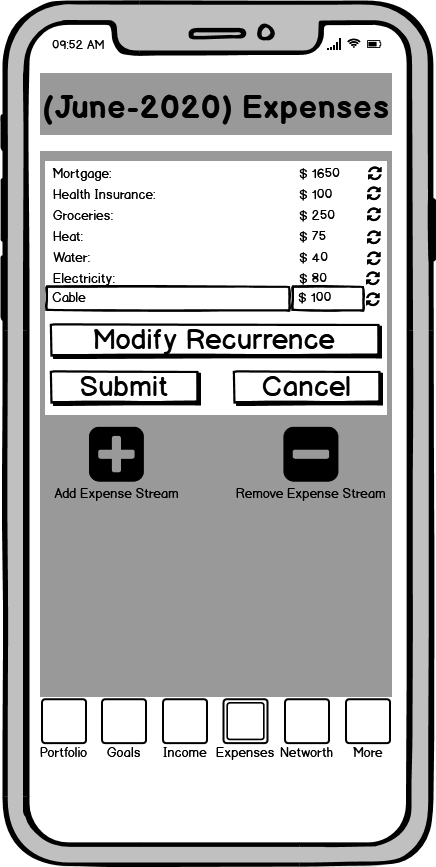 09:52 AM
(June-2020) Expenses
Mortgage: $ 1650
Health Insurance: $ 100
Groceries: $ 250
Heat: $ 75
Water: $ 40
Electricity: $ 80
Cable $ 100
Modify Recurrence
Submit Cancel
Add Expense Stream Remove Expense Stream
Portfolio Goals Income Expenses Networth More